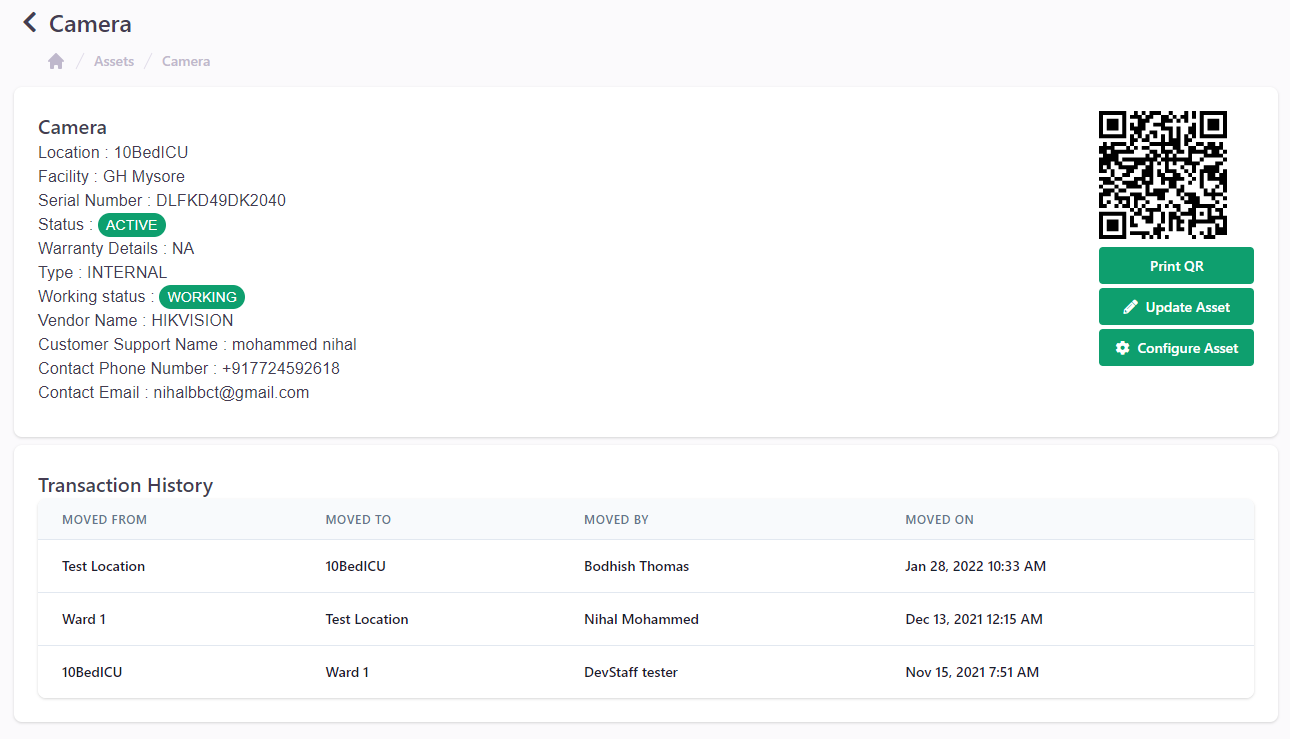 Camera
/ Assets / Camera
Camera
Location : 10BedICU
Facility : GH Mysore
Serial Number : DLFKD49DK2040
Status : ACTIVE
Warranty Details : NA
Type : INTERNAL
Working status : WORKING
Vendor Name : HIKVISION
Customer Support Name : mohammed nihal
Contact Phone Number : +917724592618
Contact Email : nihalbbct@gmail.com
Print QR
Update Asset
Configure Asset
Transaction History
MOVED FROM MOVED TO MOVED BY MOVED ON
Test Location 10BedICU Bodhish Thomas Jan 28, 2022 10:33 AM
Ward 1 Test Location Nihal Mohammed Dec 13, 2021 12:15 AM
10BedICU Ward 1 DevStaff tester Nov 15, 2021 7:51 AM